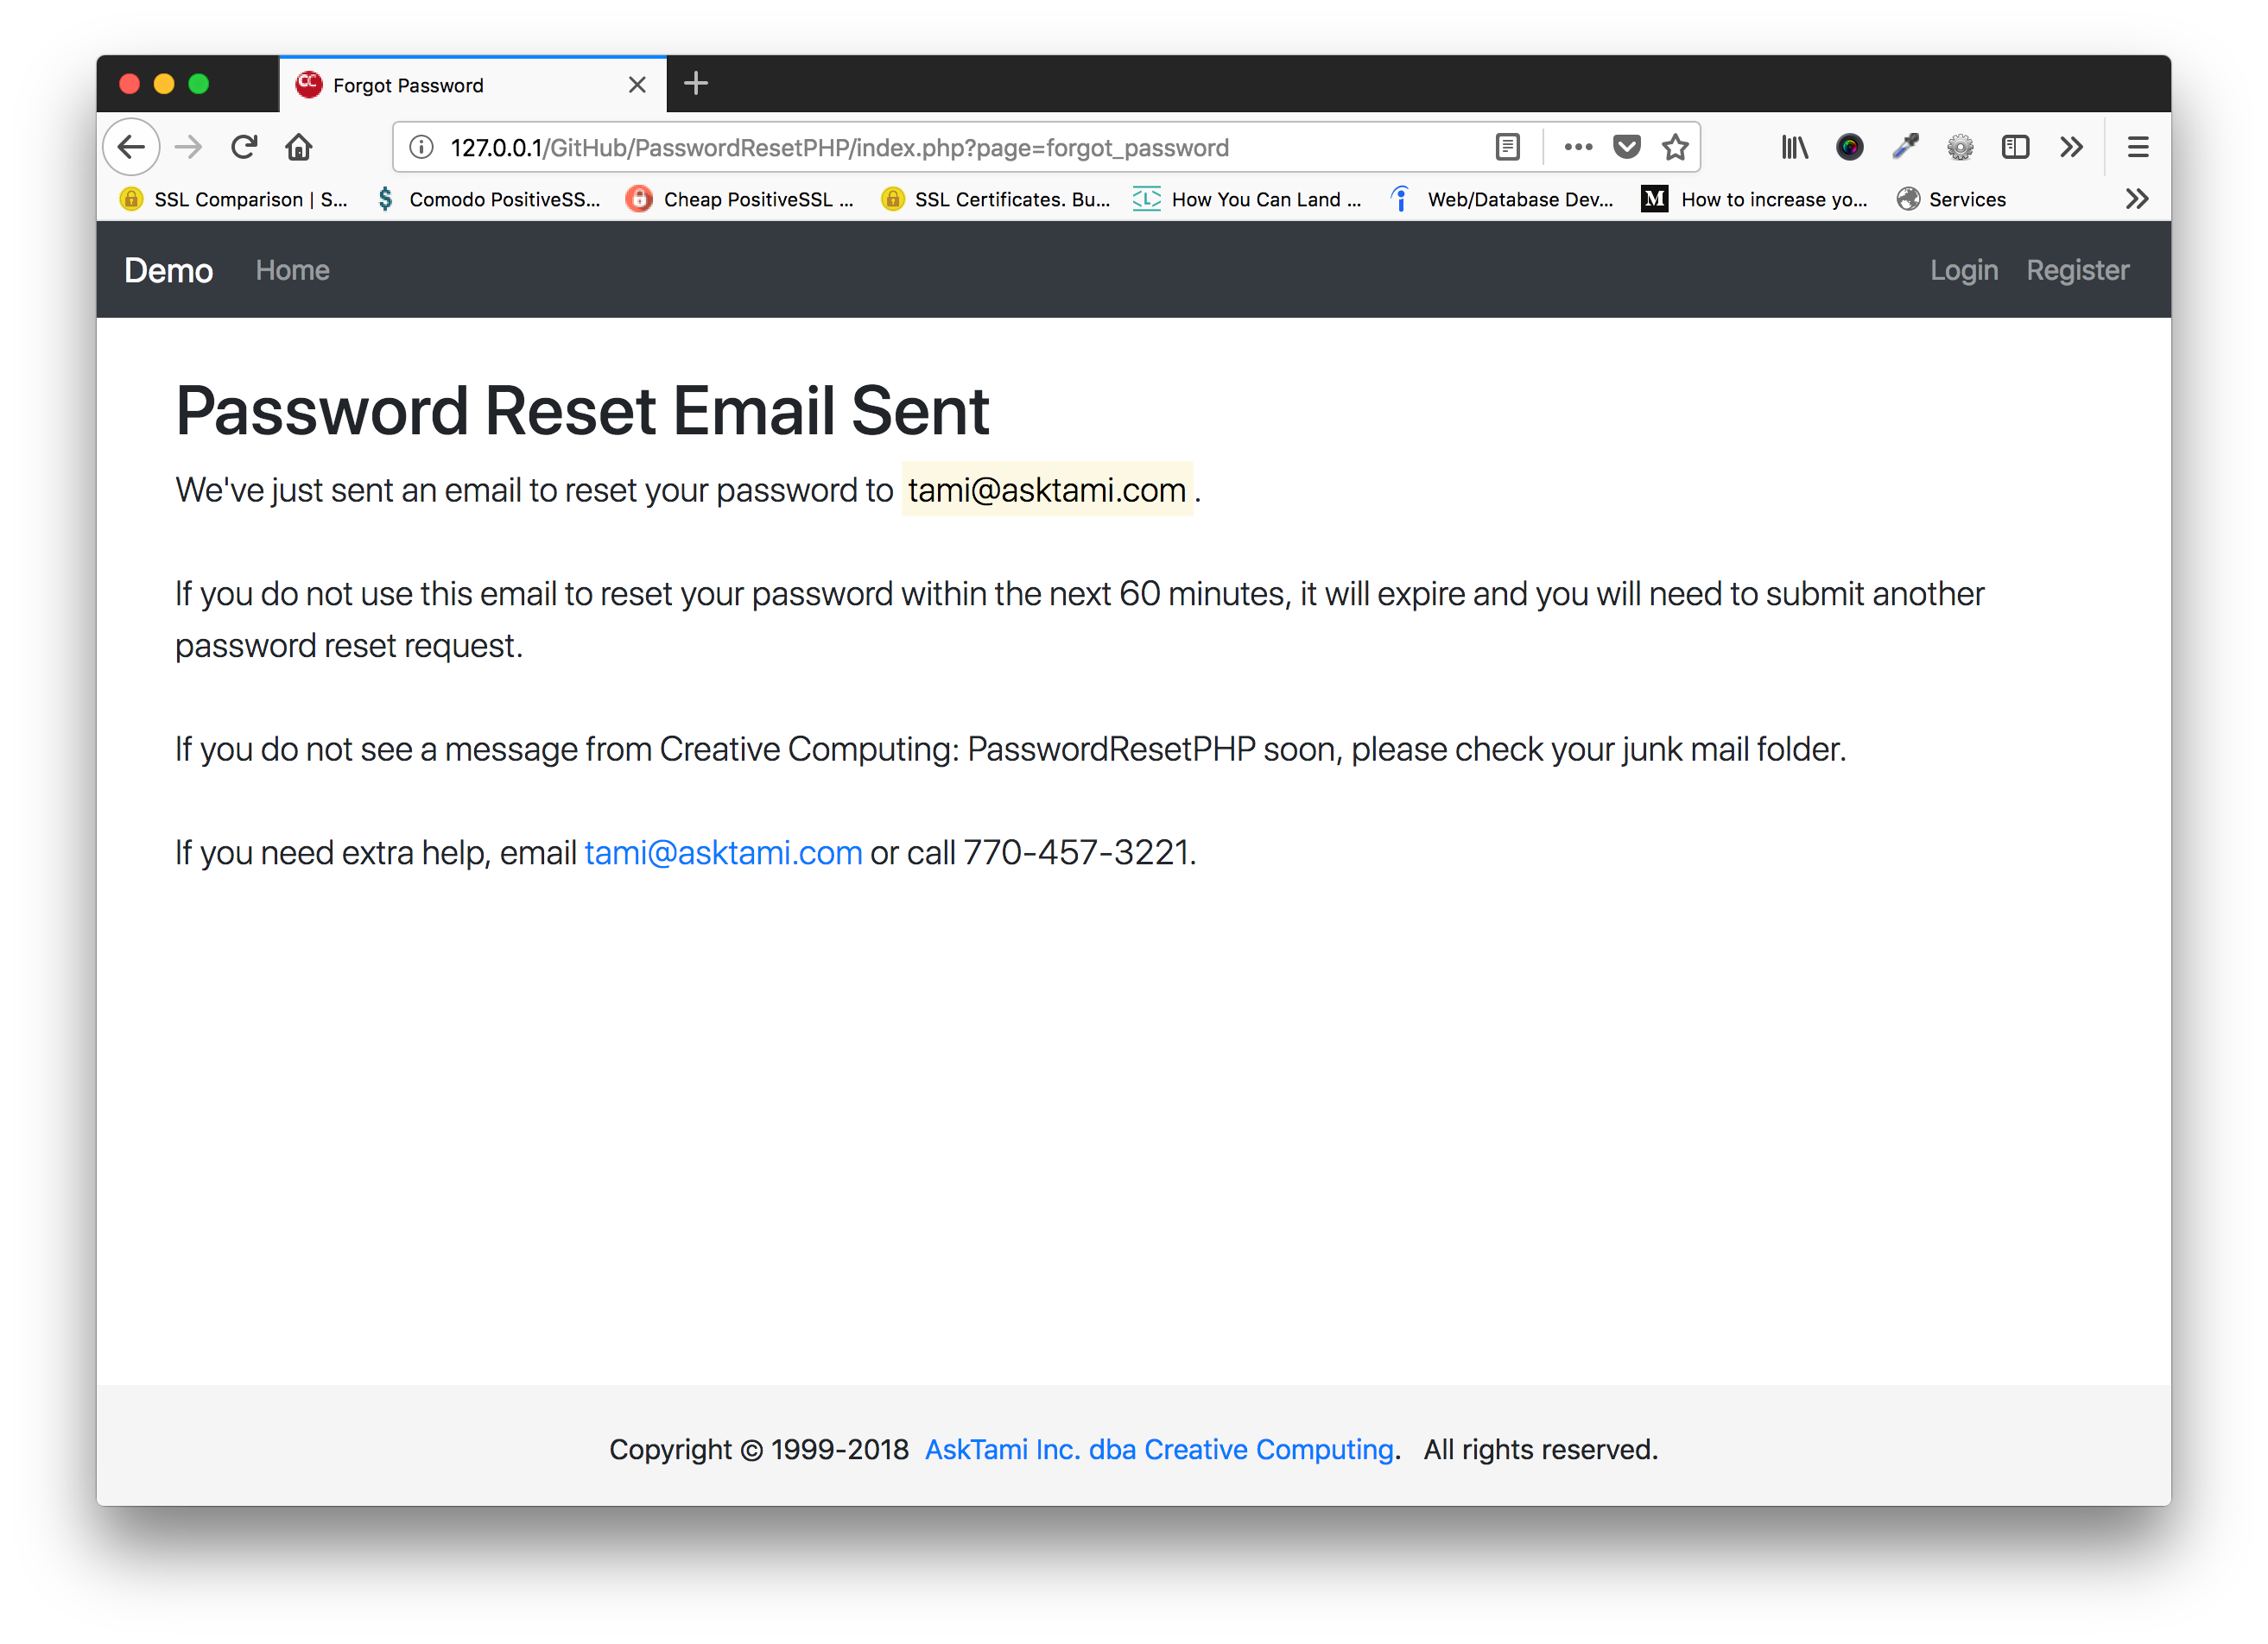 Forgot Password
127.0.0.1/GitHub/PasswordResetPHP/index.php?page=forgot_password
SSL Comparison | S... Comodo PositiveSS... Cheap PositiveSSL ... SSL Certificates. Bu... How You Can Land ... Web/Database Dev... M How to increase yo... Services
Demo Home Login Register
Password Reset Email Sent
We've just sent an email to reset your password to tami@asktami.com .
If you do not use this email to reset your password within the next 60 minutes, it will expire and you will need to submit another
password reset request.
If you do not see a message from Creative Computing: PasswordResetPHP soon, please check your junk mail folder.
If you need extra help, email tami@asktami.com or call 770-457-3221.
Copyright © 1999-2018 AskTami Inc. dba Creative Computing. All rights reserved.